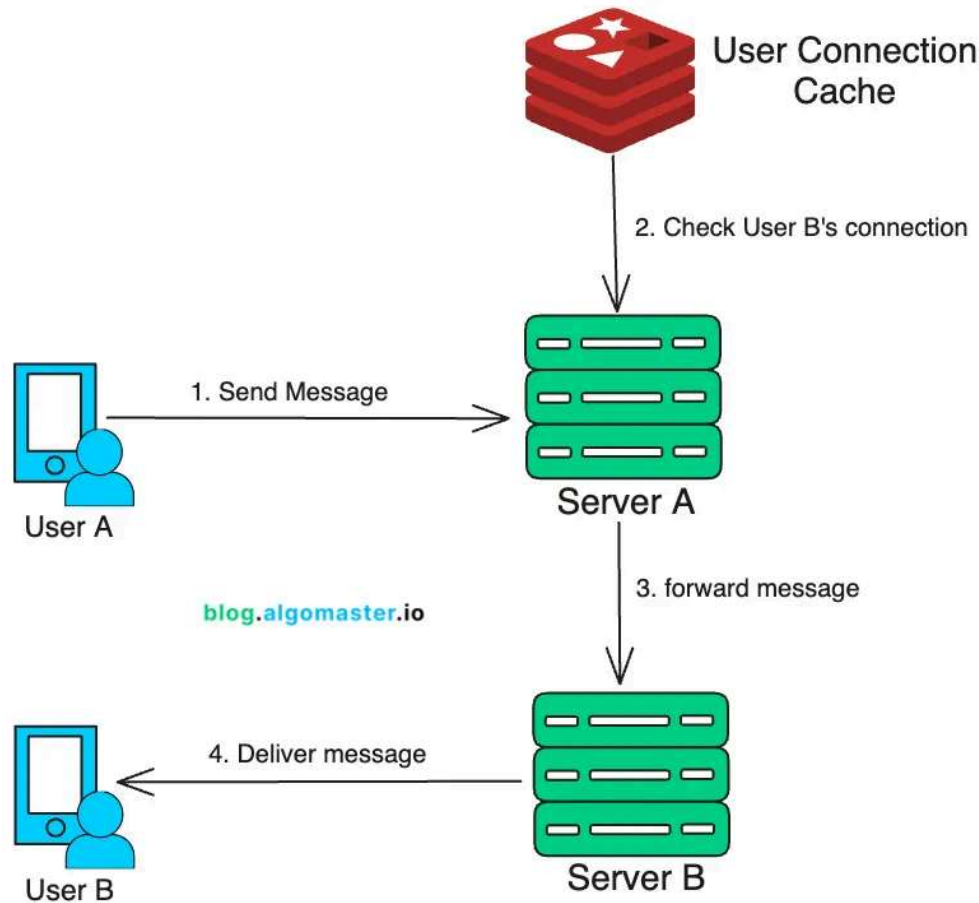 User Connection
Cache
2. Check User B's connection
1. Send Message
User A
Server A
3. forward message
blog.algomaster.io
4. Deliver message
User B
Server B